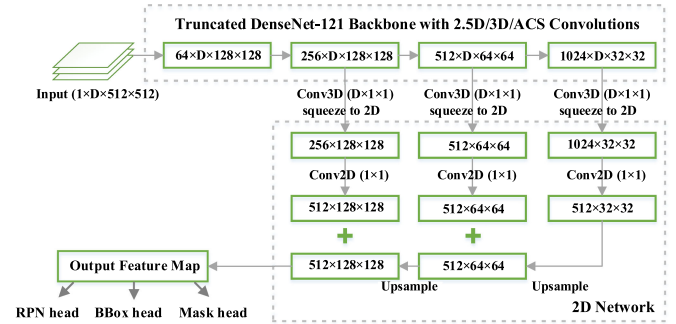 Truncated DenseNet-121 Backbone with 2.5D/3D/ACS Convolutions
64×D×128×128
256×D×128×128
512×D×64×64
1024×D×32×32
Input (1×D×512×512)
Conv3D (D×1×1)
squeeze to 2D
Conv3D (D×1×1)
squeeze to 2D
Conv3D (D×1×1)
squeeze to 2D
256×128×128
512×64×64
1024×32×32
Conv2D (1×1)
Conv2D (1×1)
Conv2D (1×1)
512×128×128
512×64×64
512×32×32
+
+
Output Feature Map
512×128×128
512×64×64
Upsample
Upsample
RPN head
BBox head
Mask head
2D Network